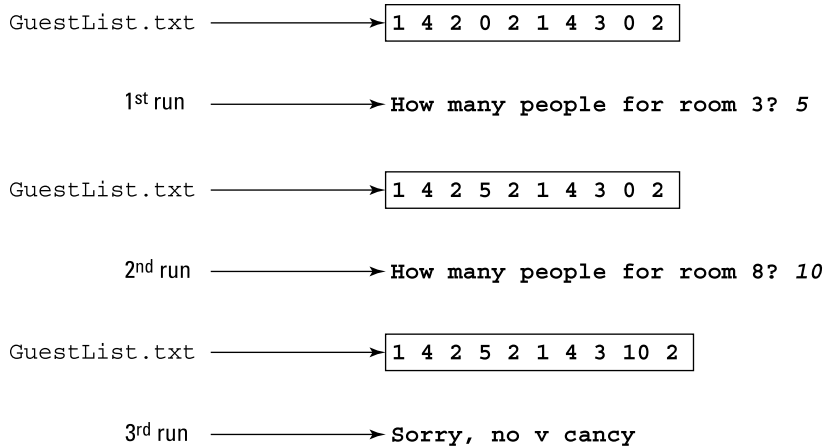 GuestList.txt 1 4 2 0 2 1 4 3 0 2
1st run How many people for room 3? 5
GuestList.txt 1 4 2 5 2 1 4 3 0 2
2nd run How many people for room 8? 10
GuestList.txt 1 4 2 5 2 1 4 3 10 2
3rd run Sorry, no v cancy